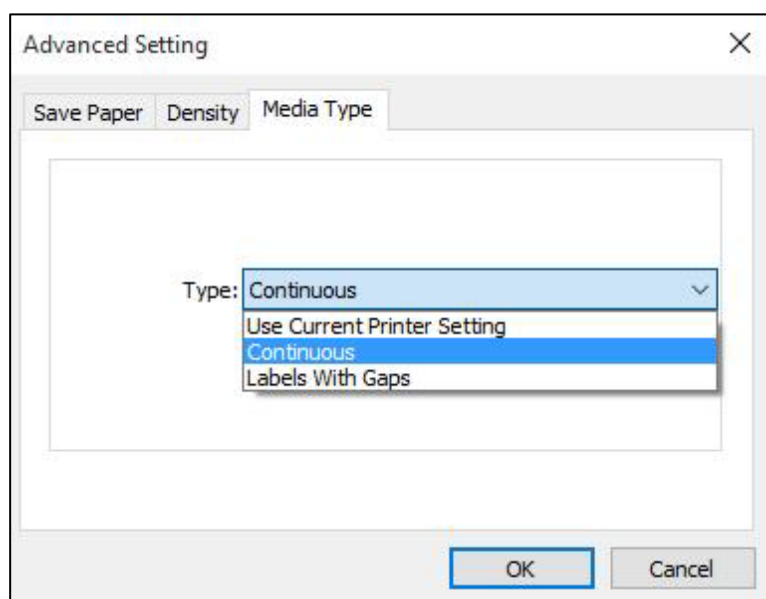 Advanced Setting
Save Paper Density Media Type
Type: Continuous
Use Current Printer Setting
Continuous
Labels With Gaps
OK Cancel